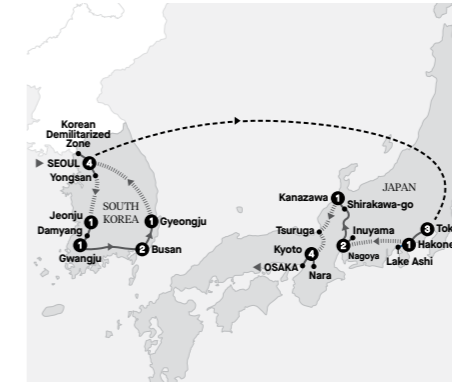 Korean
Demilitarized
Zone
SEOUL 4
Yongsan
SOUTH
KOREA
Jeonju 1
Damyang
1
Gwangju
1 Gyeongju
2 Busan
JAPAN
Kanazawa 1
Shirakawa-go
Tsuruga
Inuyama
Kyoto
4
2
Nagoya
OSAKA
Nara
3 Tok
1 Hakone
Lake Ashi